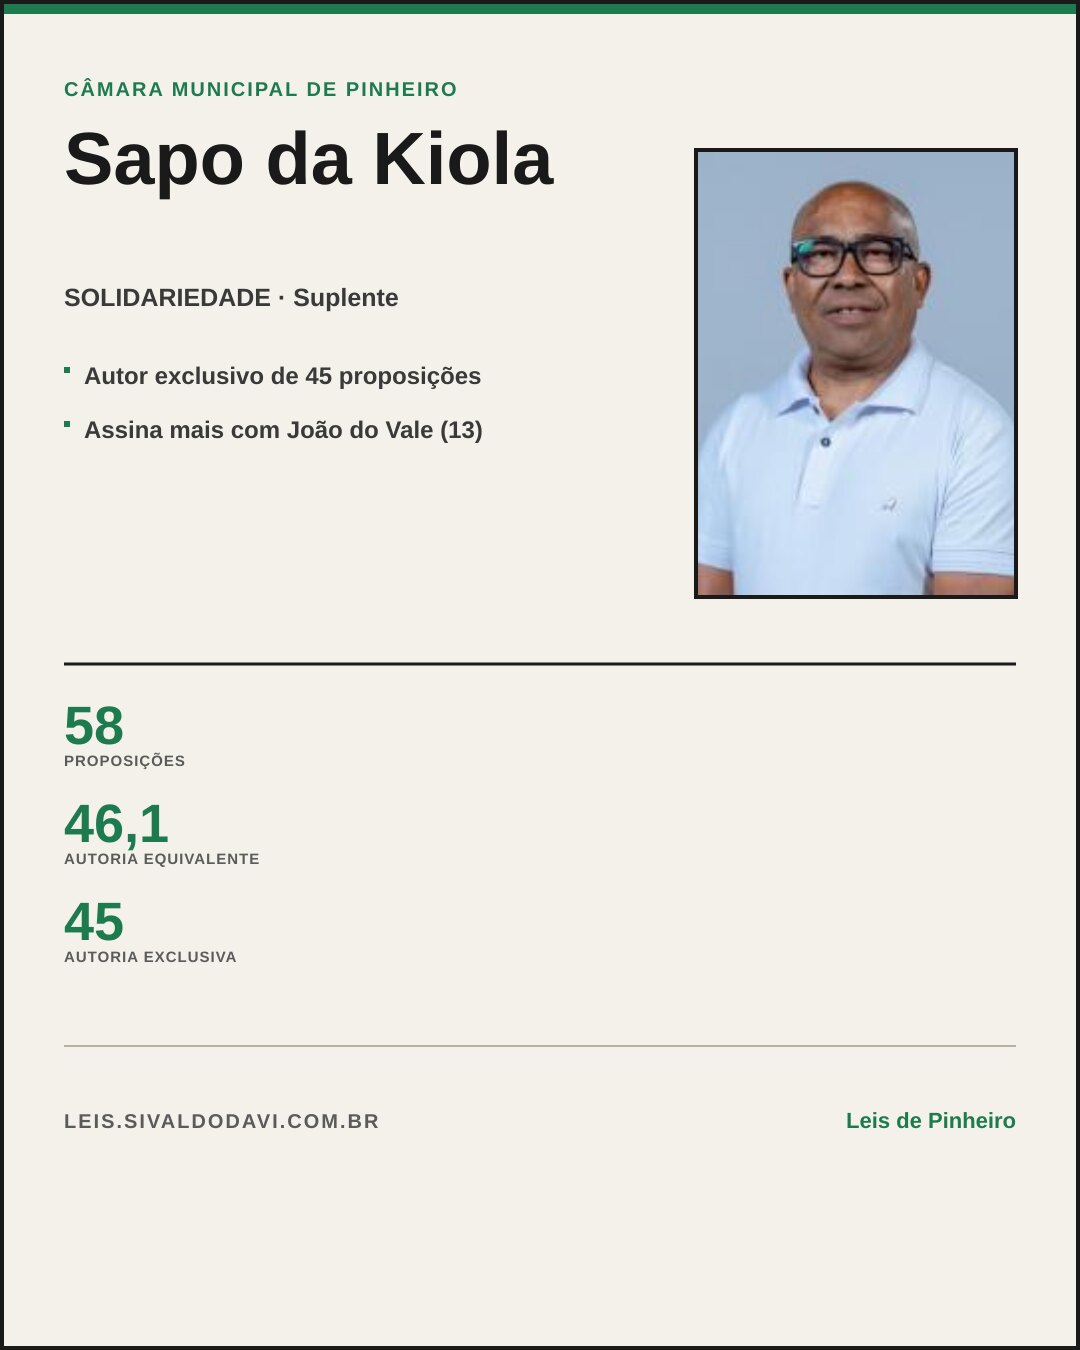 CÂMARA MUNICIPAL DE PINHEIRO
Sapo da Kiola
SOLIDARIEDADE · Suplente
Autor exclusivo de 45 proposições
Assina mais com João do Vale (13)
58
PROPOSIÇÕES
46,1
AUTORIA EQUIVALENTE
45
AUTORIA EXCLUSIVA
LEIS.SIVALDODAVI.COM.BR
Leis de Pinheiro